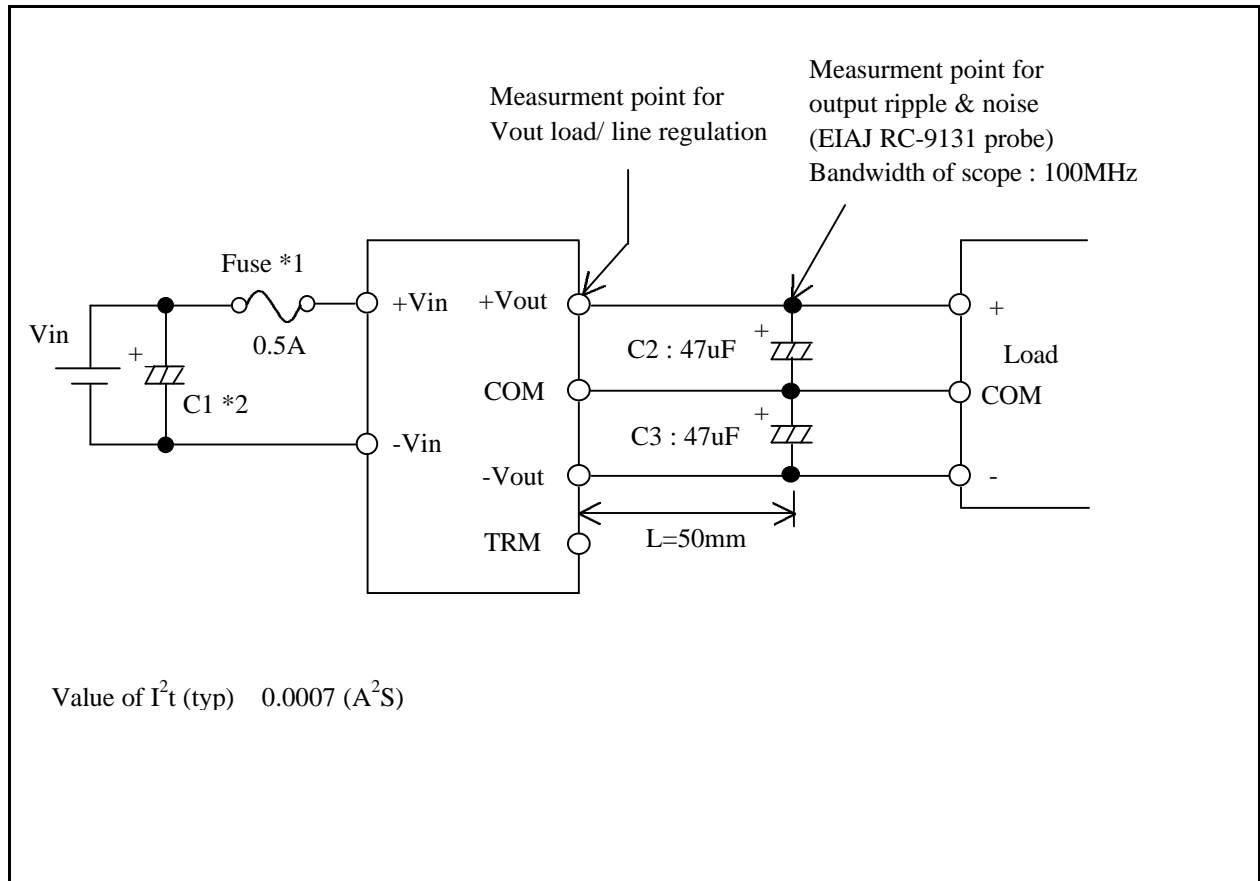 Measurment point for
Vout load/ line regulation
Measurment point for
output ripple & noise
(EIAJ RC-9131 probe)
Bandwidth of scope : 100MHz
Fuse *1
0.5A
Vin
+
C1 *2
+Vin
-Vin
+Vout
COM
-Vout
TRM
+
C2 : 47uF
+
C3 : 47uF
L=50mm
+
Load
COM
-
Value of I²t (typ) 0.0007 (A²S)